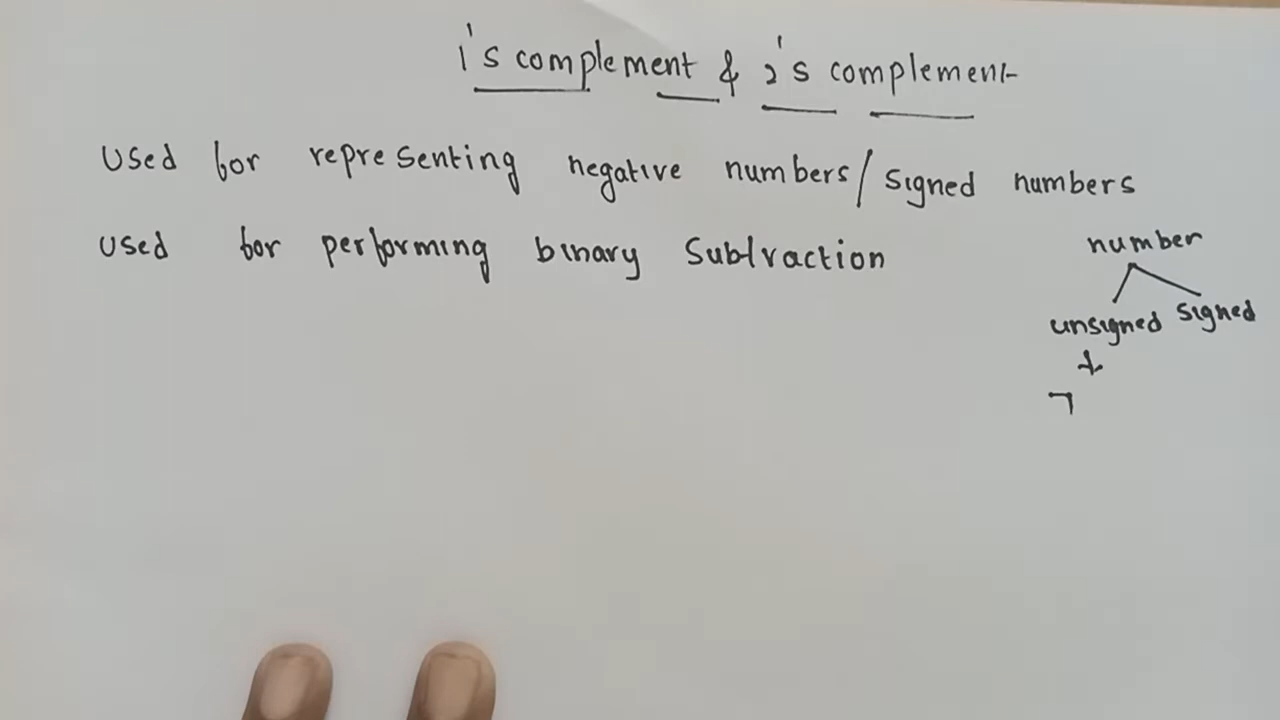 1's complement & 2's complement
used for representing negative numbers/signed numbers
used for performing binary subtraction
number
unsigned signed
+
7